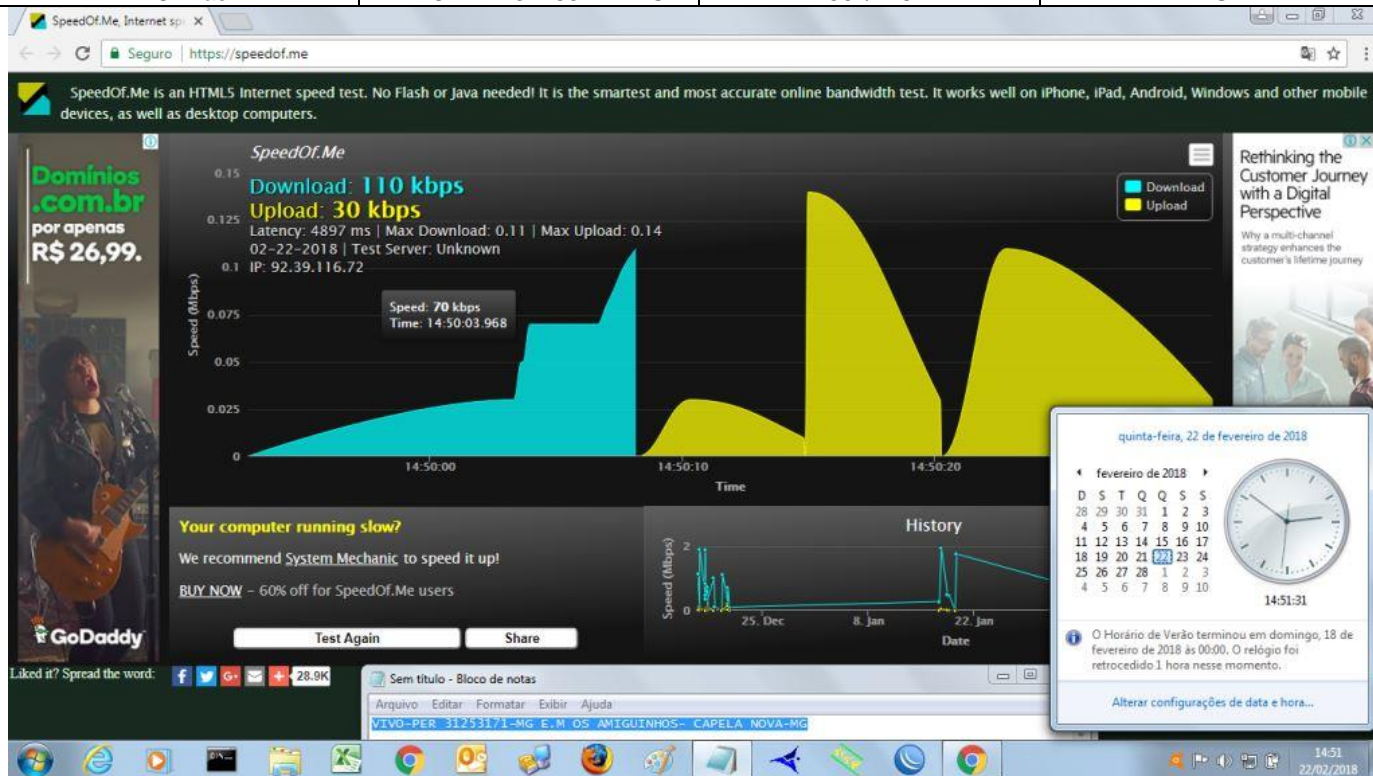 SpeedOf.Me, Internet sp
Seguro | https://speedof.me
SpeedOf.Me is an HTML5 Internet speed test. No Flash or Java needed! It is the smartest and most accurate online bandwidth test. It works well on iPhone, iPad, Android, Windows and other mobile
devices, as well as desktop computers.
Domínios
.com.br
por apenas
R$ 26,99.
GoDaddy
SpeedOf.Me
Download: 110 kbps
Upload: 30 kbps
Latency: 4897 ms | Max Download: 0.11 | Max Upload: 0.14
02-22-2018 | Test Server: Unknown
IP: 92.39.116.72
Download
Upload
Speed: 70 kbps
Time: 14:50:03.968
Speed (Mbps)
0.15
0.125
0.1
0.075
0.05
0.025
0
14:50:00
14:50:10
14:50:20
Time
Rethinking the
Customer Journey
with a Digital
Perspective
Why a multi-channel
strategy enhances the
customer's lifetime journey
Your computer running slow?
We recommend System Mechanic to speed it up!
BUY NOW – 60% off for SpeedOf.Me users
Test Again
Share
History
Speed (Mbps)
2
0
25. Dec
8. Jan
22. Jan
Date
quinta-feira, 22 de fevereiro de 2018
fevereiro de 2018
D S T Q Q S S
28 29 30 31 1 2 3
4 5 6 7 8 9 10
11 12 13 14 15 16 17
18 19 20 21 22 23 24
25 26 27 28 1 2 3
4 5 6 7 8 9 10
14:51:31
O Horário de Verão terminou em domingo, 18 de
fevereiro de 2018 às 00:00. O relógio foi
retrocedido 1 hora nesse momento.
Alterar configurações de data e hora...
Liked it? Spread the word:
28.9K
Sem título - Bloco de notas
Arquivo Editar Formatar Exibir Ajuda
VIVO-PER 31253171-MG E.M OS AMIGUINHOS- CAPELA NOVA-MG
14:51
22/02/2018